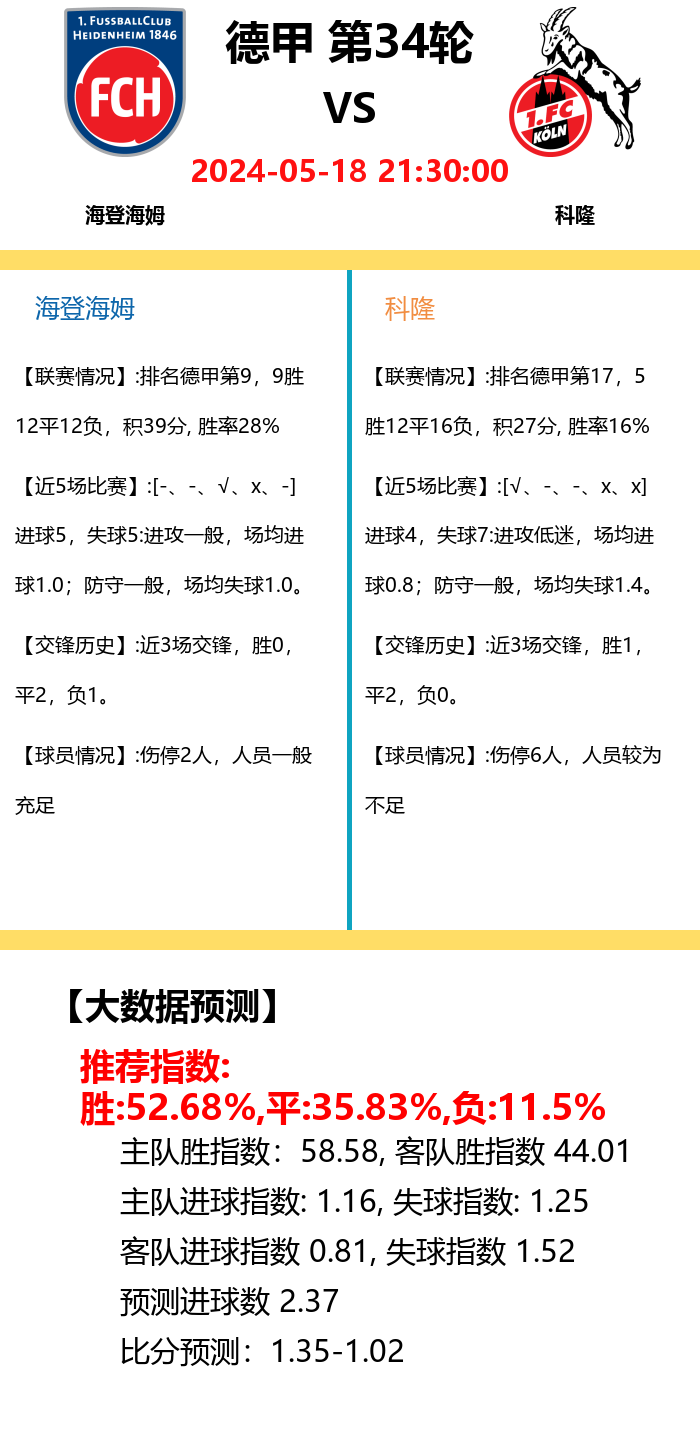 1. FUSSBALLCLUB
HEIDENHEIM 1846
FCH
德甲 第34轮
VS
1.FC
KÖLN
2024-05-18 21:30:00
海登海姆
科隆
海登海姆
【联赛情况】:排名德甲第9，9胜
12平12负，积39分, 胜率28%
【近5场比赛】:[-、-、√、x、-]
进球5，失球5:进攻一般，场均进
球1.0；防守一般，场均失球1.0。
【交锋历史】:近3场交锋，胜0，
平2，负1。
【球员情况】:伤停2人，人员一般
充足
科隆
【联赛情况】:排名德甲第17，5
胜12平16负，积27分, 胜率16%
【近5场比赛】:[√、-、-、x、x]
进球4，失球7:进攻低迷，场均进
球0.8；防守一般，场均失球1.4。
【交锋历史】:近3场交锋，胜1，
平2，负0。
【球员情况】:伤停6人，人员较为
不足
【大数据预测】
推荐指数:
胜:52.68%,平:35.83%,负:11.5%
主队胜指数：58.58, 客队胜指数 44.01
主队进球指数: 1.16, 失球指数: 1.25
客队进球指数 0.81, 失球指数 1.52
预测进球数 2.37
比分预测：1.35-1.02